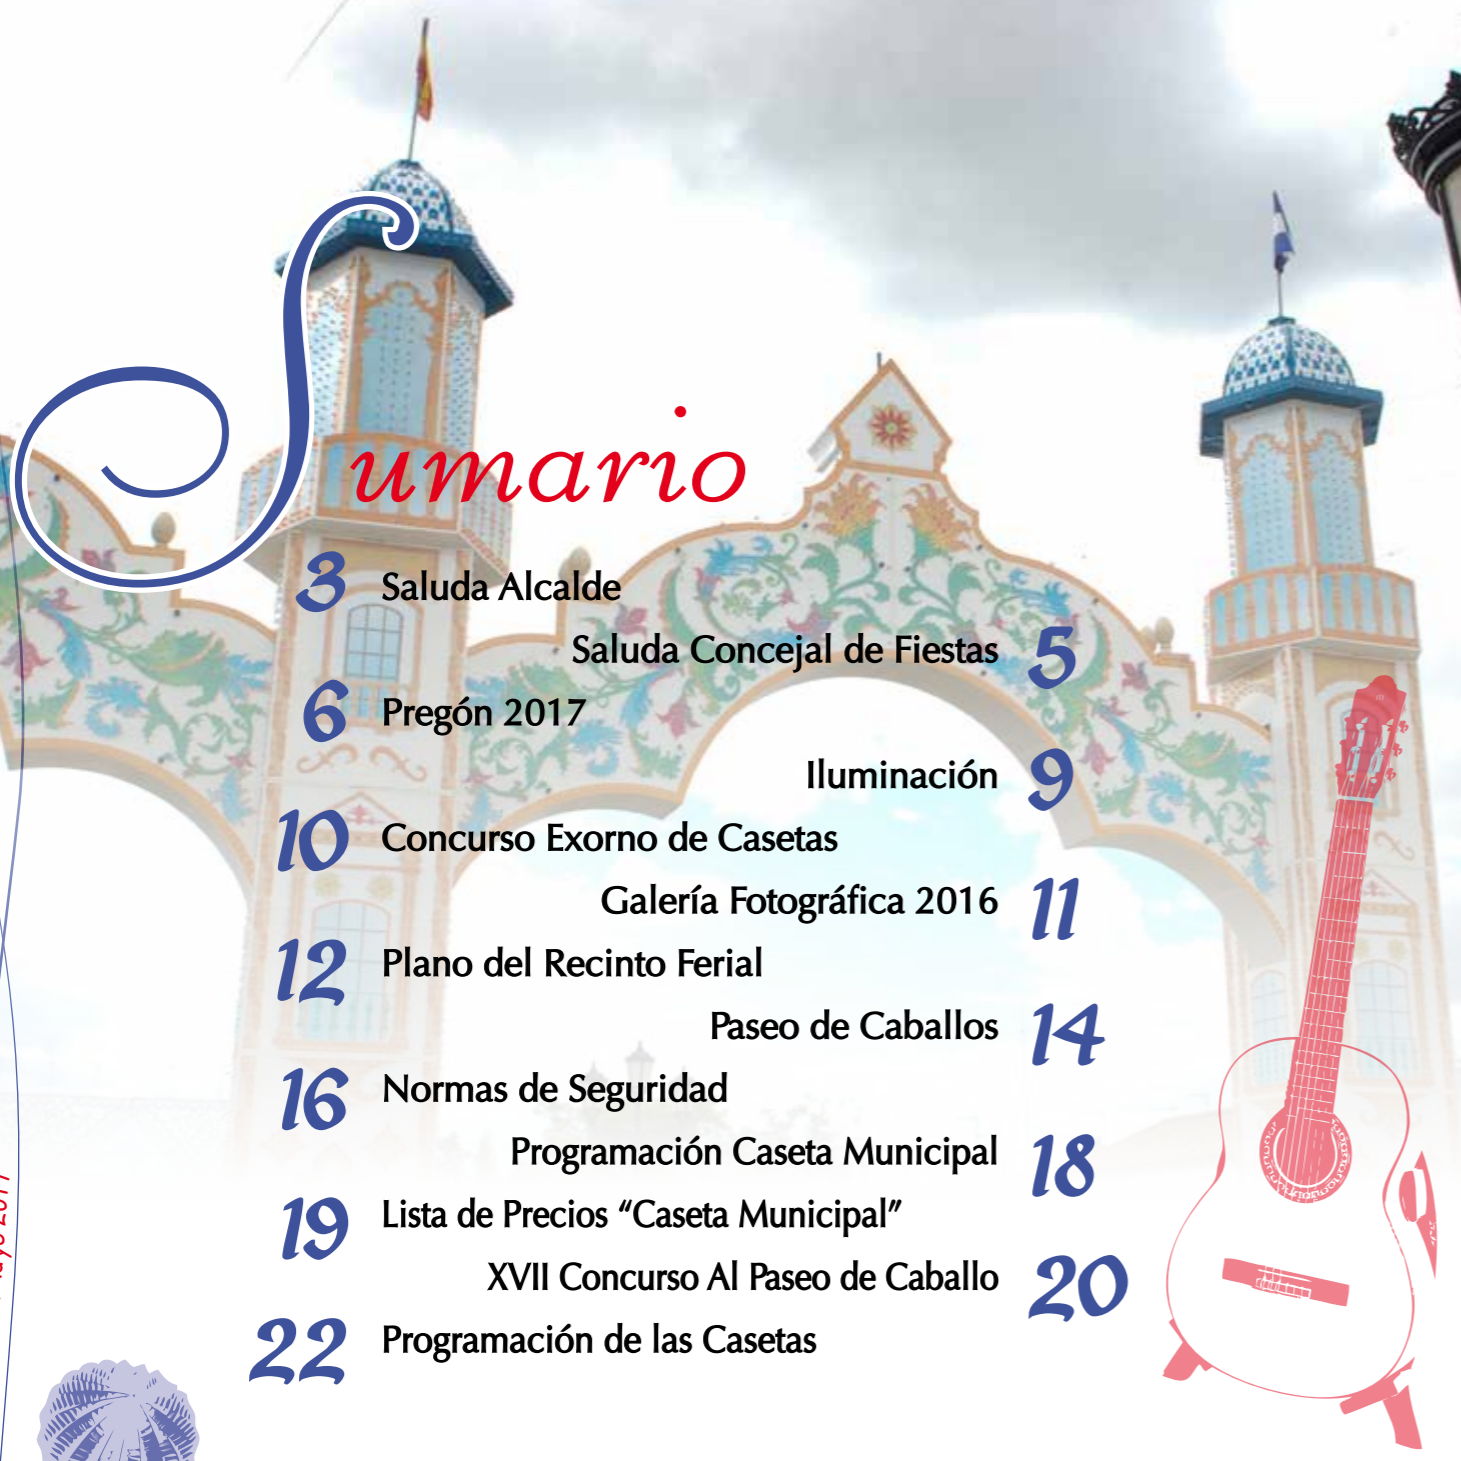 Sumario
3 Saluda Alcalde
Saluda Concejal de Fiestas 5
6 Pregón 2017
Iluminación 9
10 Concurso Exorno de Casetas
Galería Fotográfica 2016 11
12 Plano del Recinto Ferial
Paseo de Caballos 14
16 Normas de Seguridad
Programación Caseta Municipal 18
19 Lista de Precios “Caseta Municipal”
XVII Concurso Al Paseo de Caballo 20
22 Programación de las Casetas